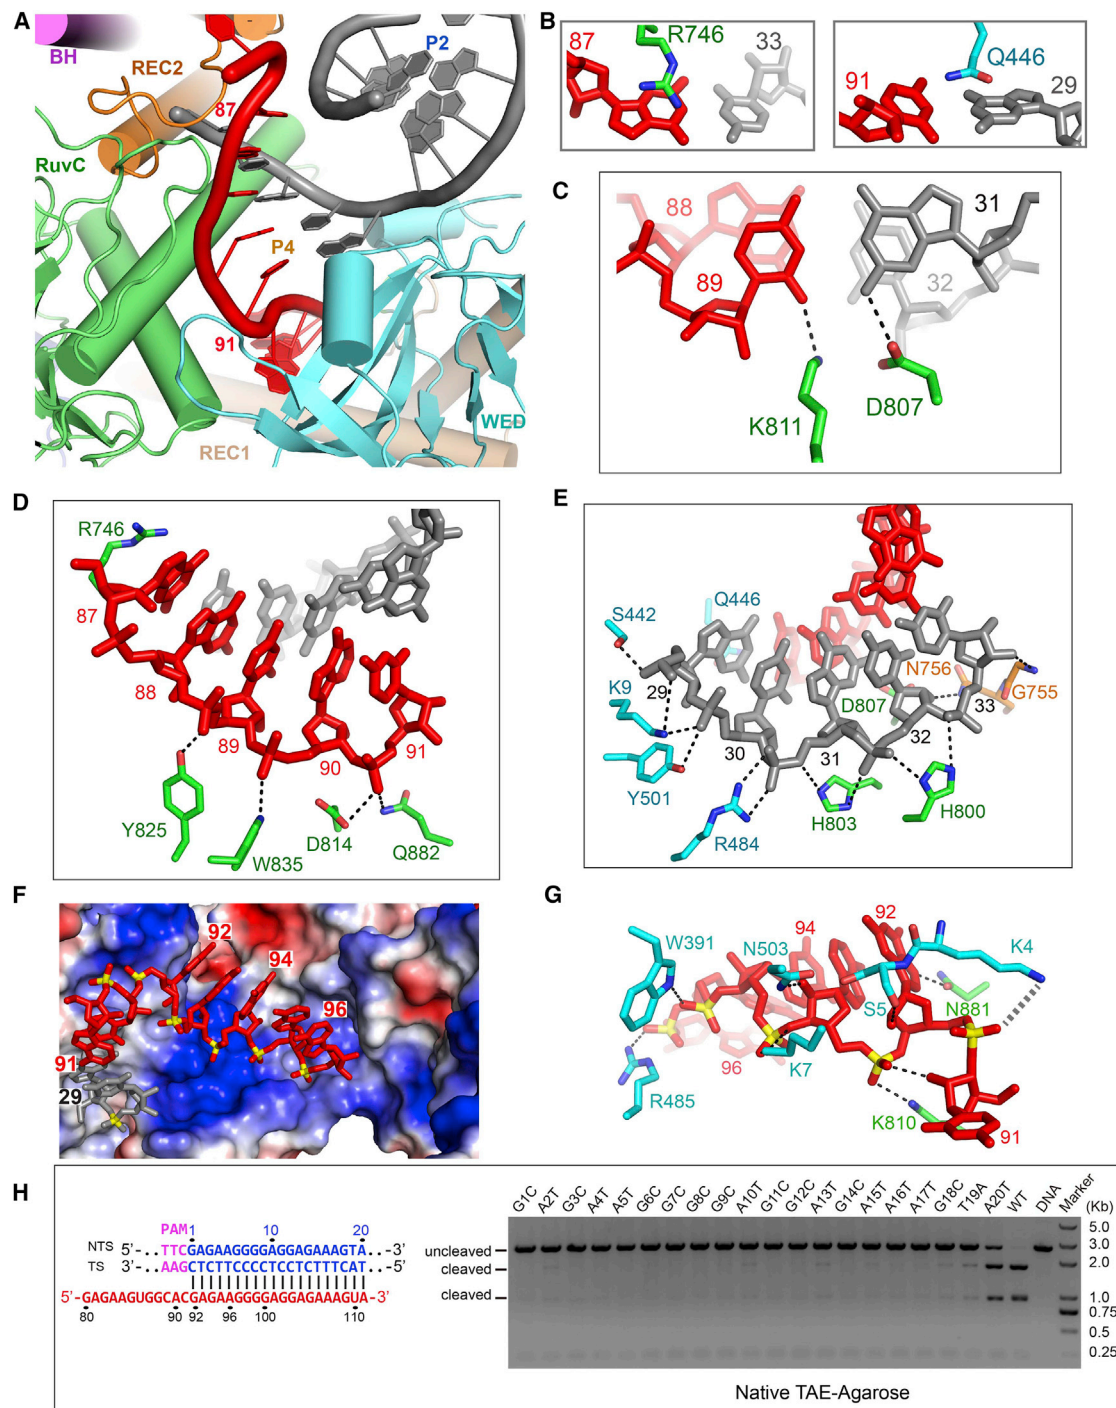 A
BH
REC2
P2
87
RuvC
P4
91
WED
REC1
B
87
R746
33
91
Q446
29
C
88
31
89
32
D807
K811
D
R746
87
88
89
90
91
Y825
W835
D814
Q882
E
S442
Q446
K9
29
N756
G755
D807
33
30
31
32
Y501
R484
H803
H800
F
92
94
96
91
29
G
W391
N503
94
92
K4
S5
N881
K7
96
R485
K810
91
H
PAM 1 10 20
NTS 5'-..TTCGAGAAGGGGAGGAGAAAGTA..-3'
TS 3'-..AAGCTCTTCCCCTCCTCTTTCAT..-5'
5'-GAGAAGUGGCACGAGAAGGGGAGGAGAAAGUA-3'
80 90 92 96 100 110
G1C A2T G3C A4T A5T G6C G7C G8C G9C A10T G11C G12C A13T G14C A15T A16T A17T G18C T19A A20T WT DNA Marker
(Kb)
uncleaved
cleaved
cleaved
5.0
3.0
2.0
1.0
0.75
0.5
0.25
Native TAE-Agarose